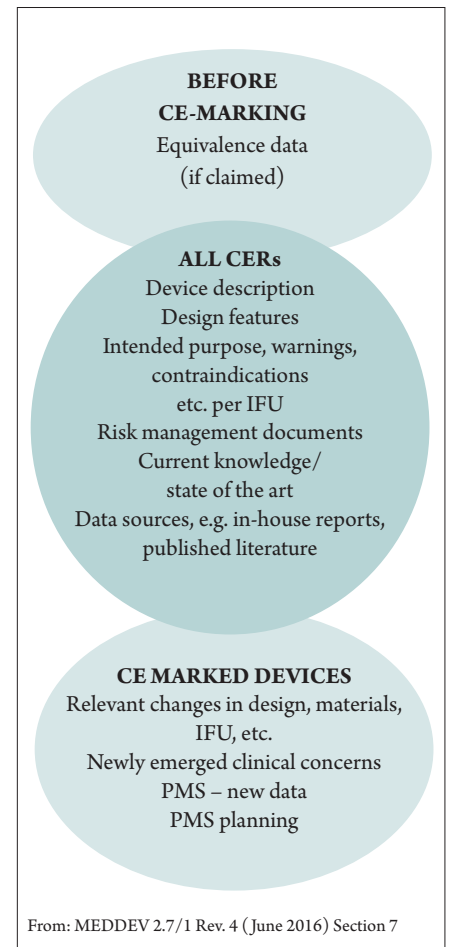 BEFORE
CE-MARKING
Equivalence data
(if claimed)
ALL CERs
Device description
Design features
Intended purpose, warnings,
contraindications
etc. per IFU
Risk management documents
Current knowledge/
state of the art
Data sources, e.g. in-house reports,
published literature
CE MARKED DEVICES
Relevant changes in design, materials,
IFU, etc.
Newly emerged clinical concerns
PMS – new data
PMS planning
From: MEDDEV 2.7/1 Rev. 4 (June 2016) Section 7